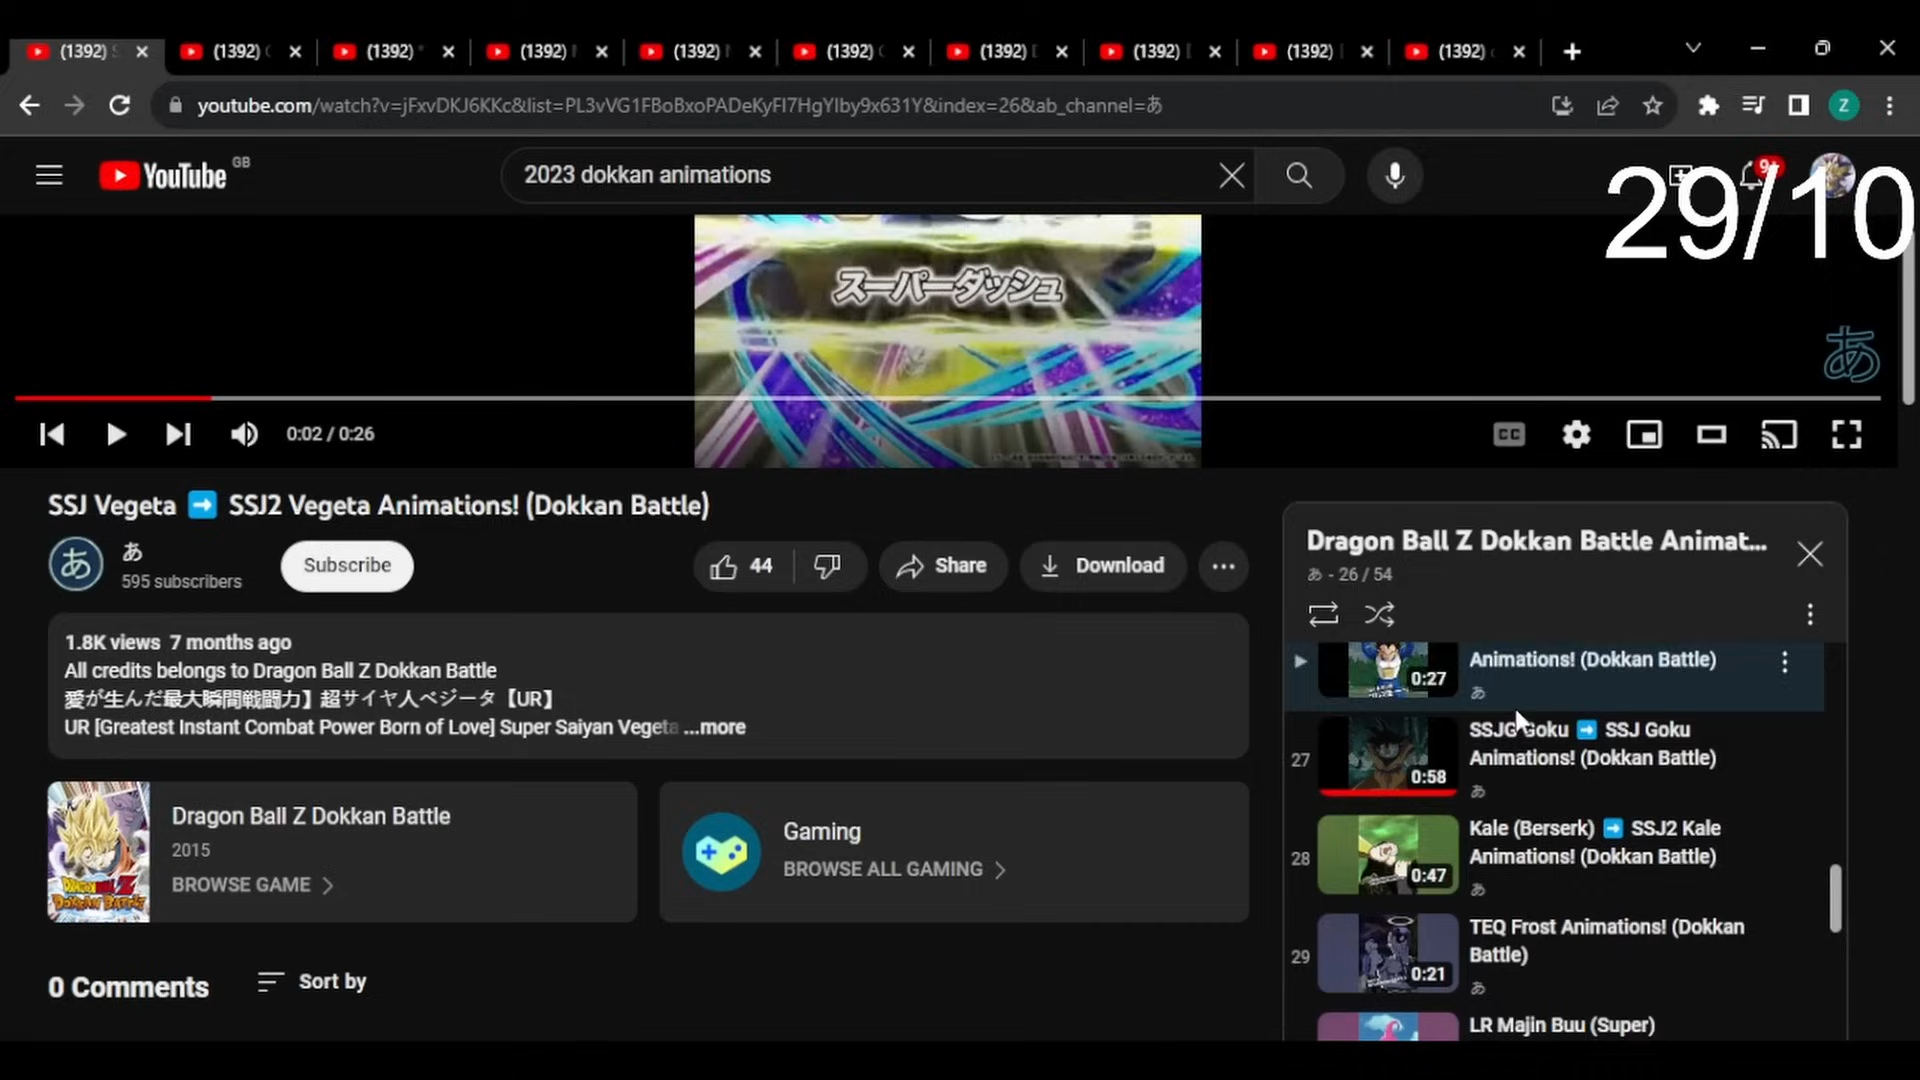 (1392) S
(1392)
(1392)
(1392)
(1392)
(1392)
(1392)
(1392)
(1392)
(1392)
youtube.com/watch?v=jFxvDKJ6KKc&list=PL3vVG1FBoBxoPADeKyFI7HgYIby9x631Y&index=26&ab_channel=あ
Z
YouTube GB
2023 dokkan animations
9+
29/10
スーパーダッシュ
あ
0:02 / 0:26
CC
SSJ Vegeta ➡ SSJ2 Vegeta Animations! (Dokkan Battle)
あ
あ
595 subscribers
Subscribe
44
Share
Download
1.8K views 7 months ago
All credits belongs to Dragon Ball Z Dokkan Battle
愛が生んだ最大瞬間戦闘力】超サイヤ人ベジータ【UR】
UR [Greatest Instant Combat Power Born of Love] Super Saiyan Vegeta ...more
DRAGON BALL Z
DOKKAN BATTLE
Dragon Ball Z Dokkan Battle
2015
BROWSE GAME
Gaming
BROWSE ALL GAMING
0 Comments
Sort by
Dragon Ball Z Dokkan Battle Animat...
あ - 26 / 54
0:27
Animations! (Dokkan Battle)
あ
27
0:58
SSJG Goku ➡ SSJ Goku
Animations! (Dokkan Battle)
あ
28
0:47
Kale (Berserk) ➡ SSJ2 Kale
Animations! (Dokkan Battle)
あ
29
0:21
TEQ Frost Animations! (Dokkan
Battle)
あ
LR Majin Buu (Super)